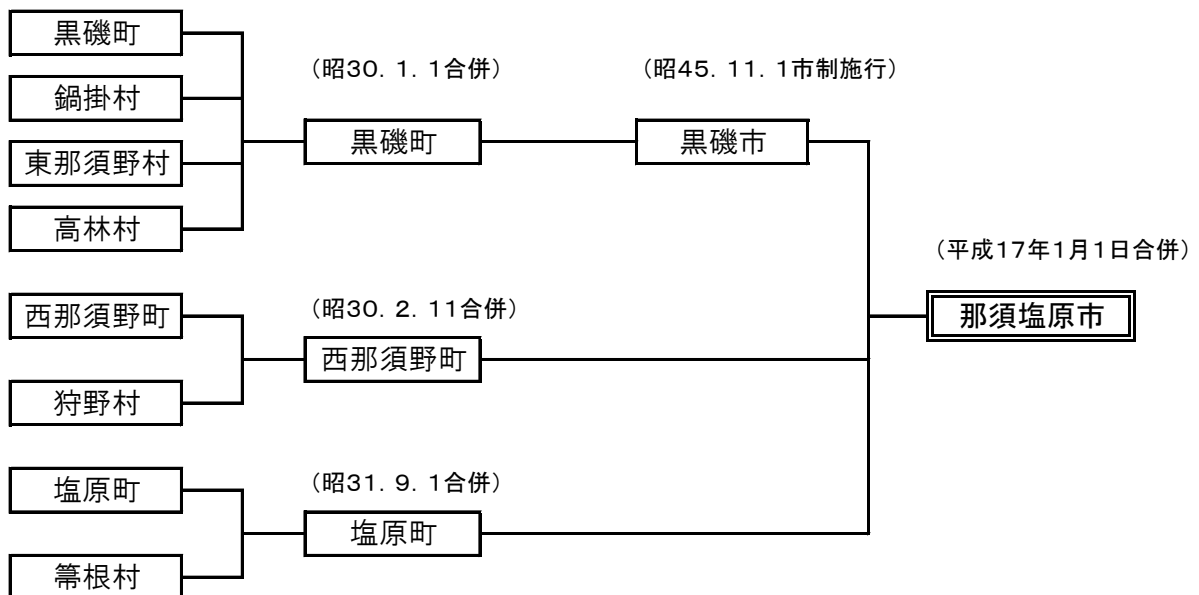 黒磯町
鍋掛村
東那須野村
高林村
(昭30．1．1合併)
黒磯町
(昭45．11．1市制施行)
黒磯市
西那須野町
狩野村
(昭30．2．11合併)
西那須野町
塩原町
箒根村
(昭31．9．1合併)
塩原町
(平成17年1月1日合併)
那須塩原市